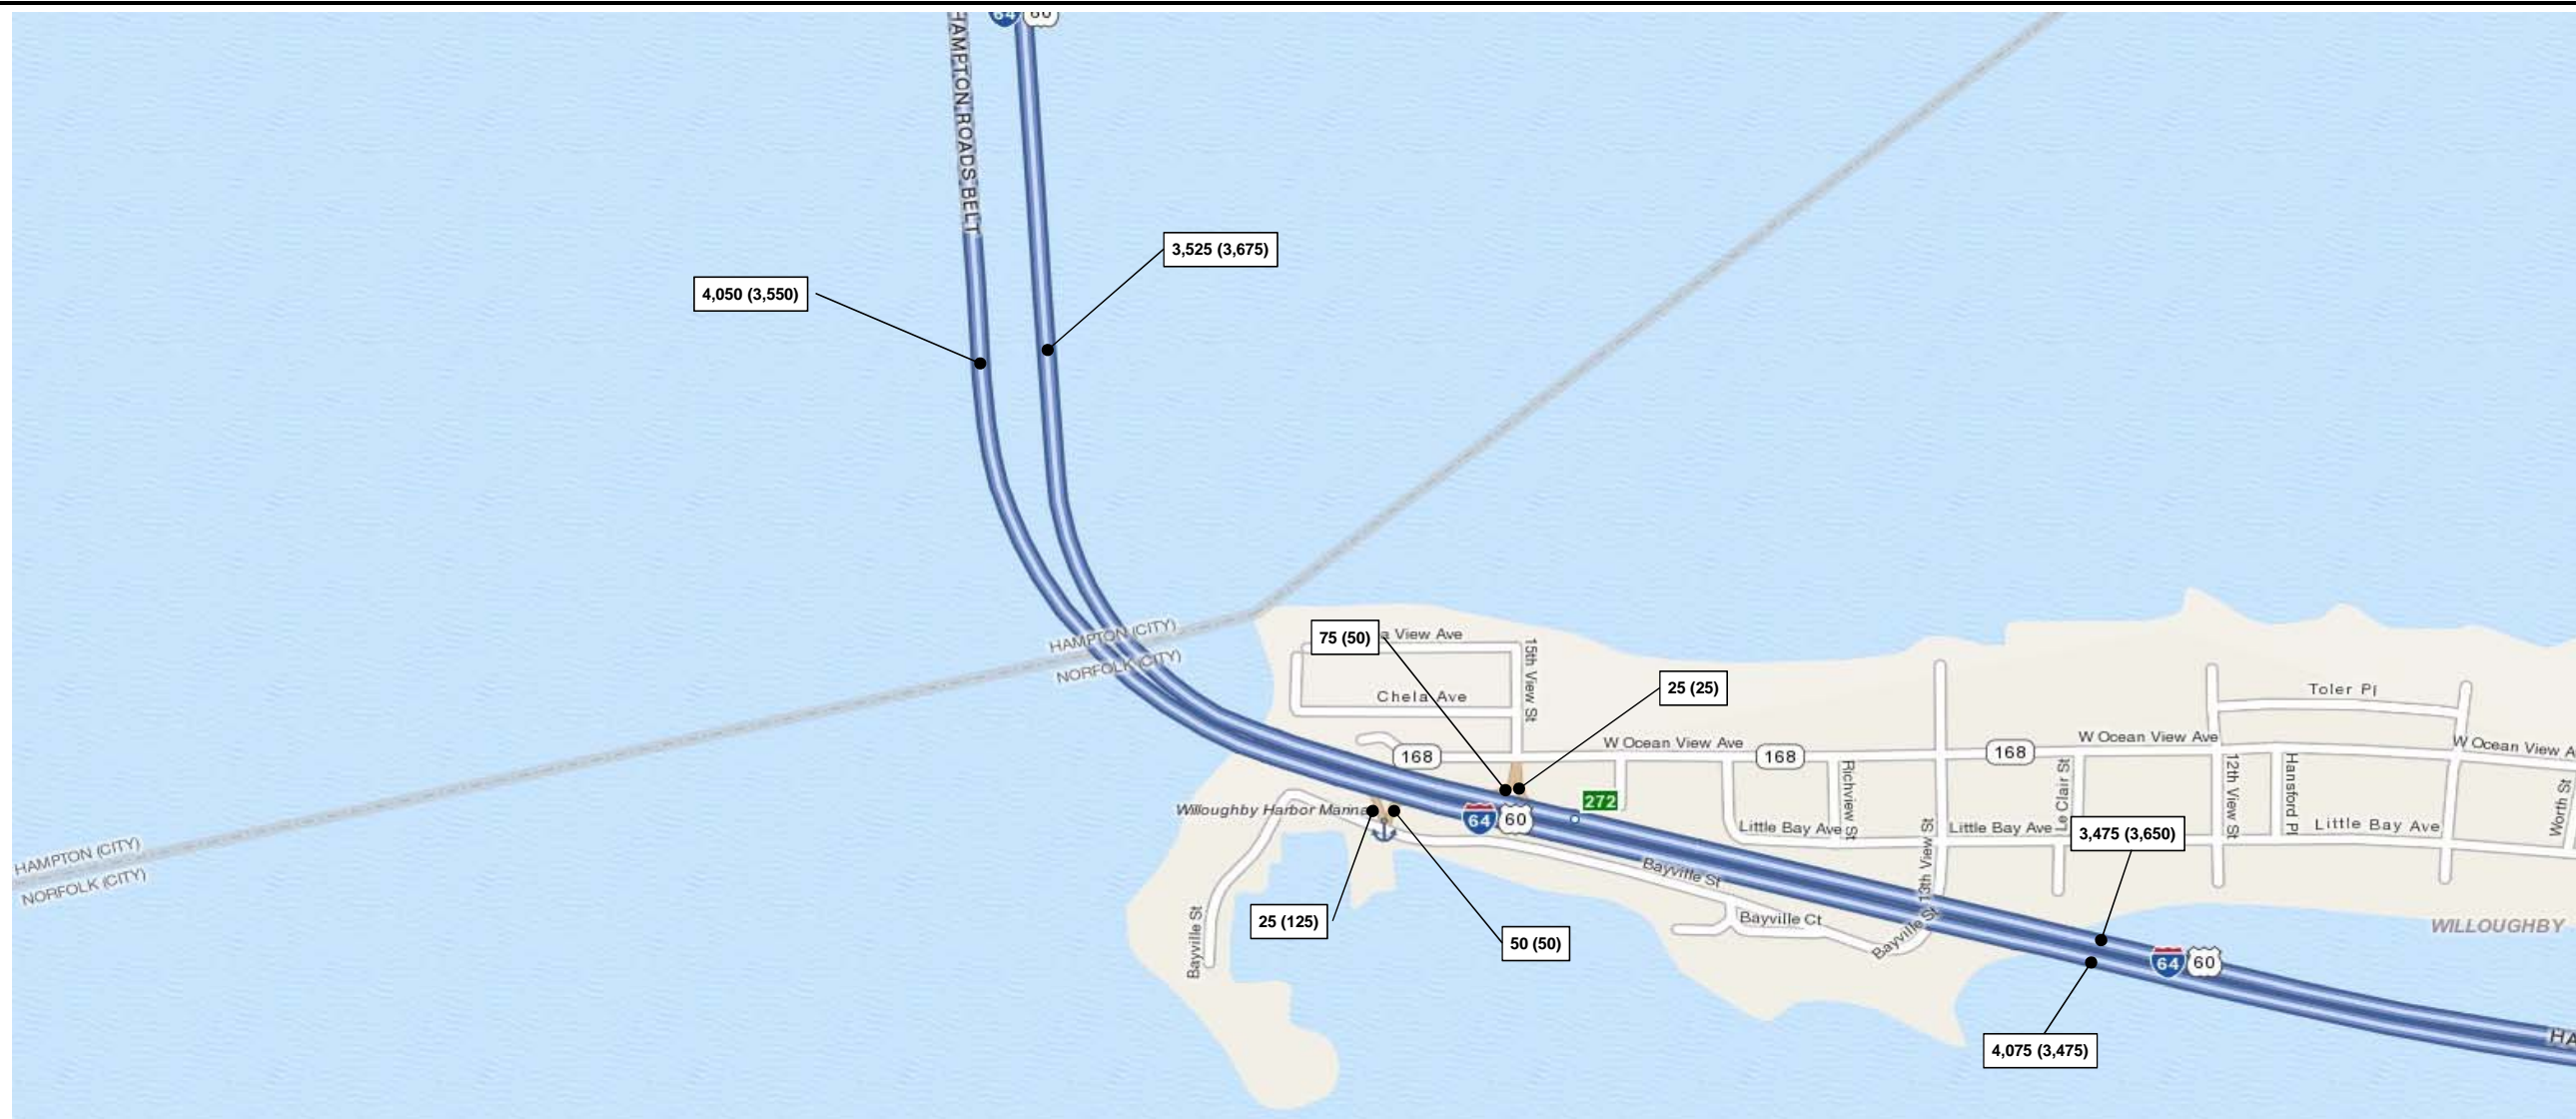 64 60
HAMPTON ROADS BELT
3,525 (3,675)
4,050 (3,550)
HAMPTON (CITY)
NORFOLK (CITY)
75 (50)
a View Ave
15th View St
25 (25)
Chela Ave
Toler Pl
168
W Ocean View Ave
168
168
W Ocean View Ave
W Ocean View A
Willoughby Harbor Marina
272
64 60
Richview St
Le Clair St
12th View St
Hansford Pl
Worth St
Little Bay Ave
13th View St
Little Bay Ave
3,475 (3,650)
Little Bay Ave
HAMPTON (CITY)
NORFOLK (CITY)
Bayville St
Bayville St
25 (125)
50 (50)
Bayville Ct
Bayville St
WILLOUGHBY
64 60
4,075 (3,475)
HA